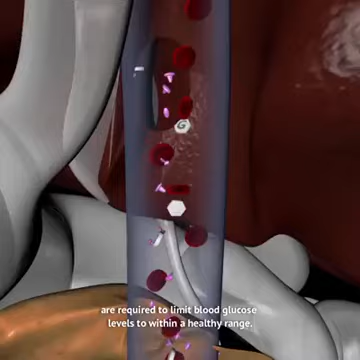 G
are required to limit blood glucose
levels to within a healthy range.